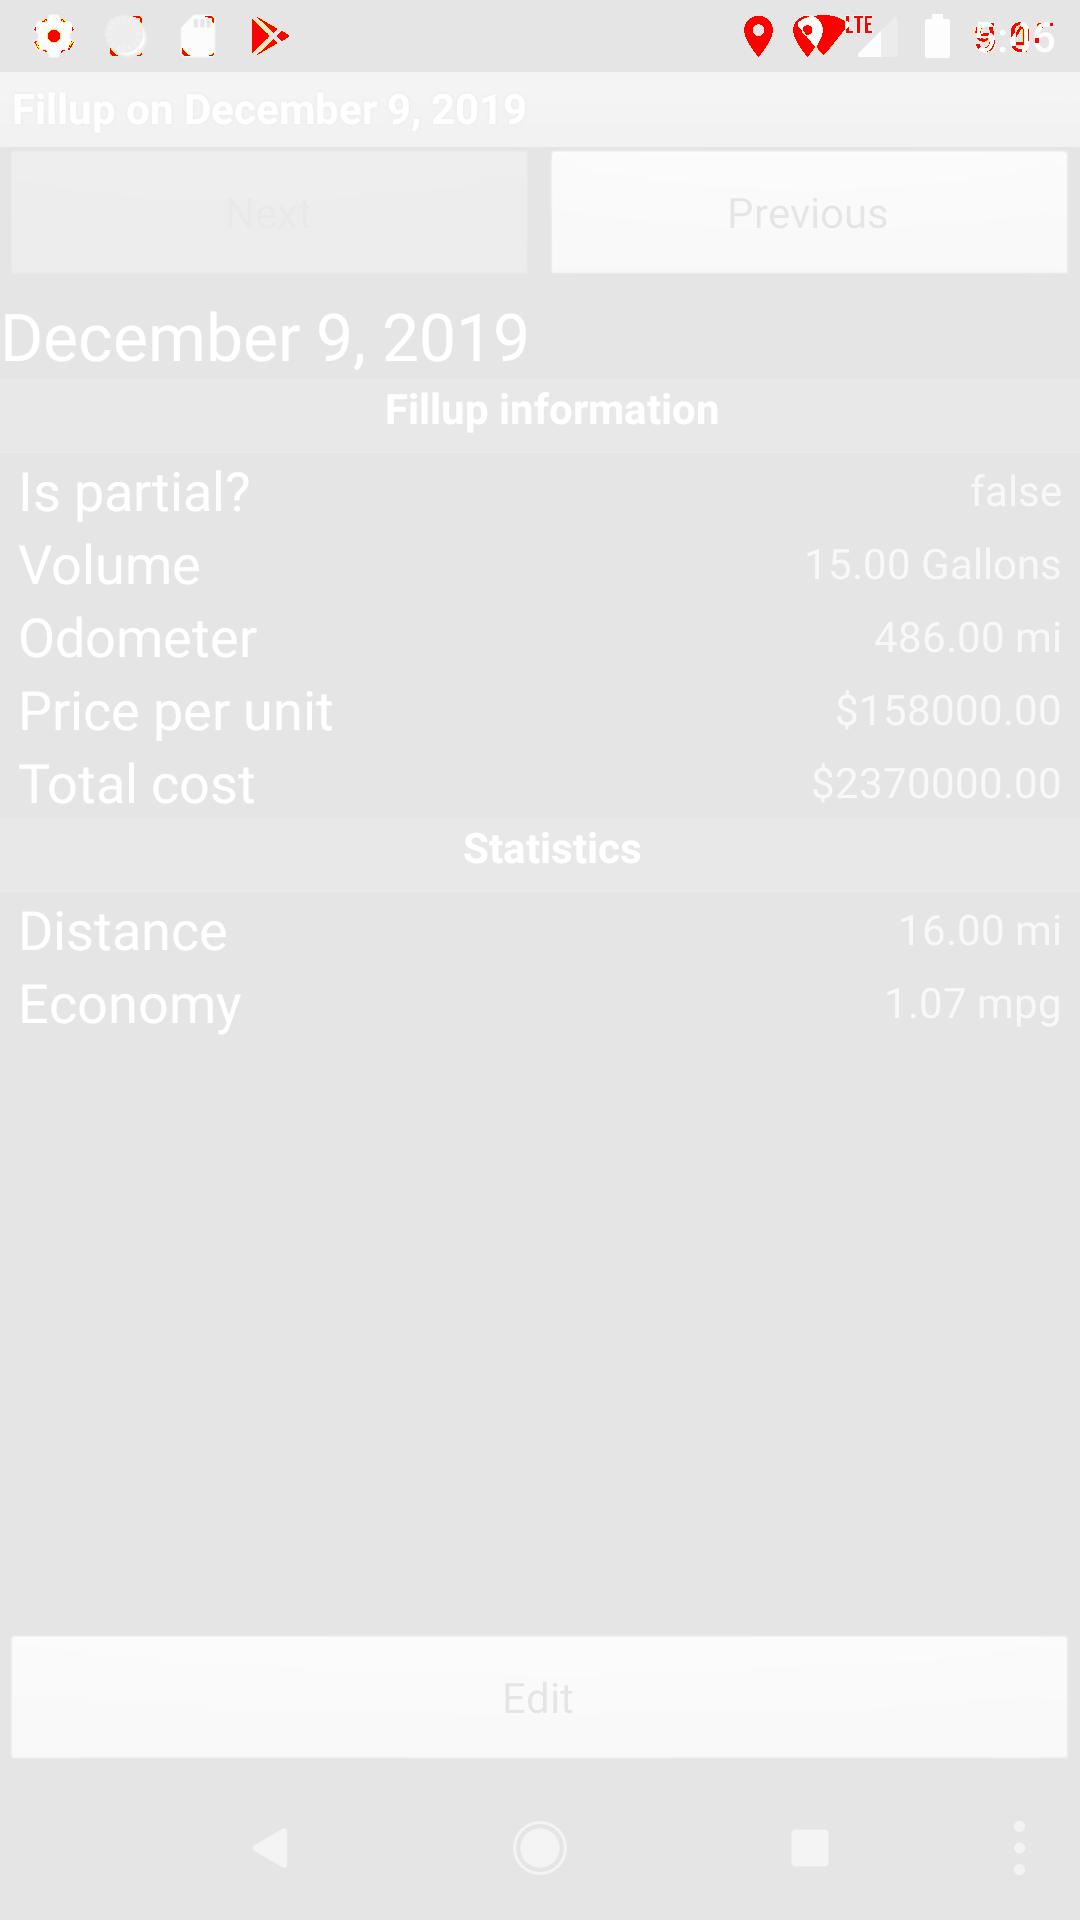 LTE
Fillup on December 9, 2019
Next
Previous
December 9, 2019
Fillup information
Is partial?
false
Volume
15.00 Gallons
Odometer
486.00 mi
Price per unit
$158000.00
Total cost
$2370000.00
Statistics
Distance
16.00 mi
Economy
1.07 mpg
Edit